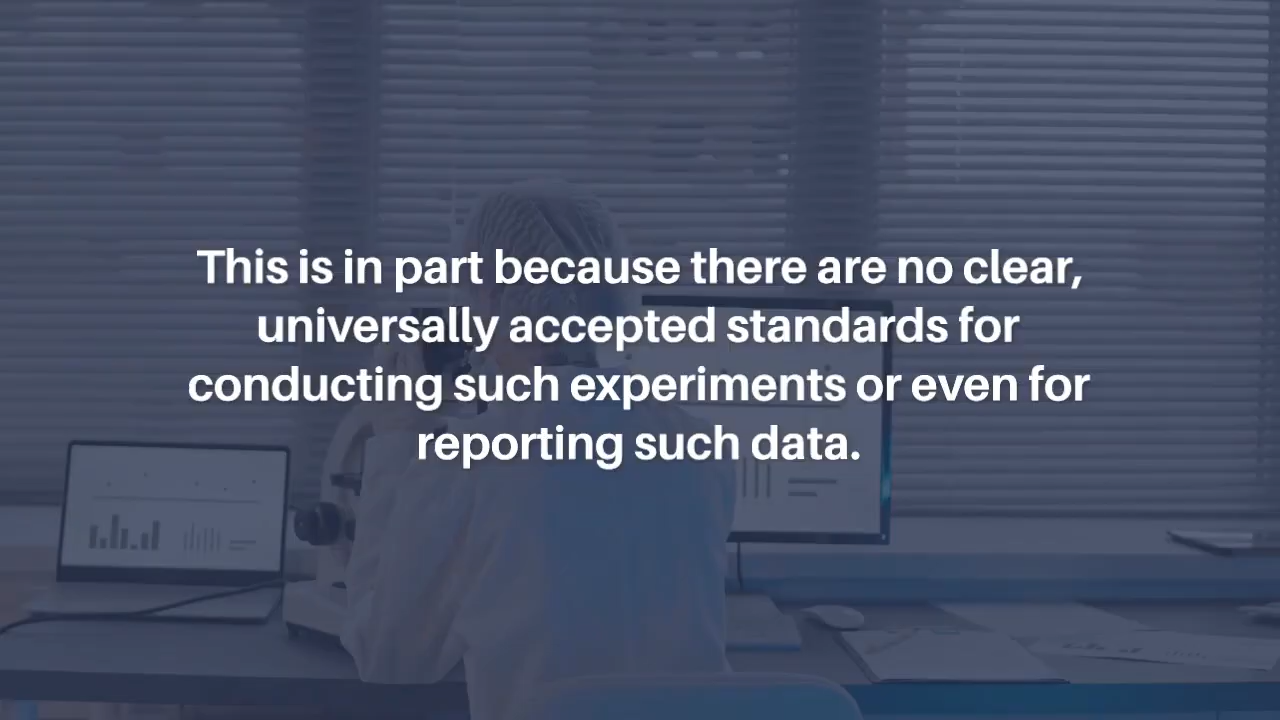 This is in part because there are no clear,
universally accepted standards for
conducting such experiments or even for
reporting such data.